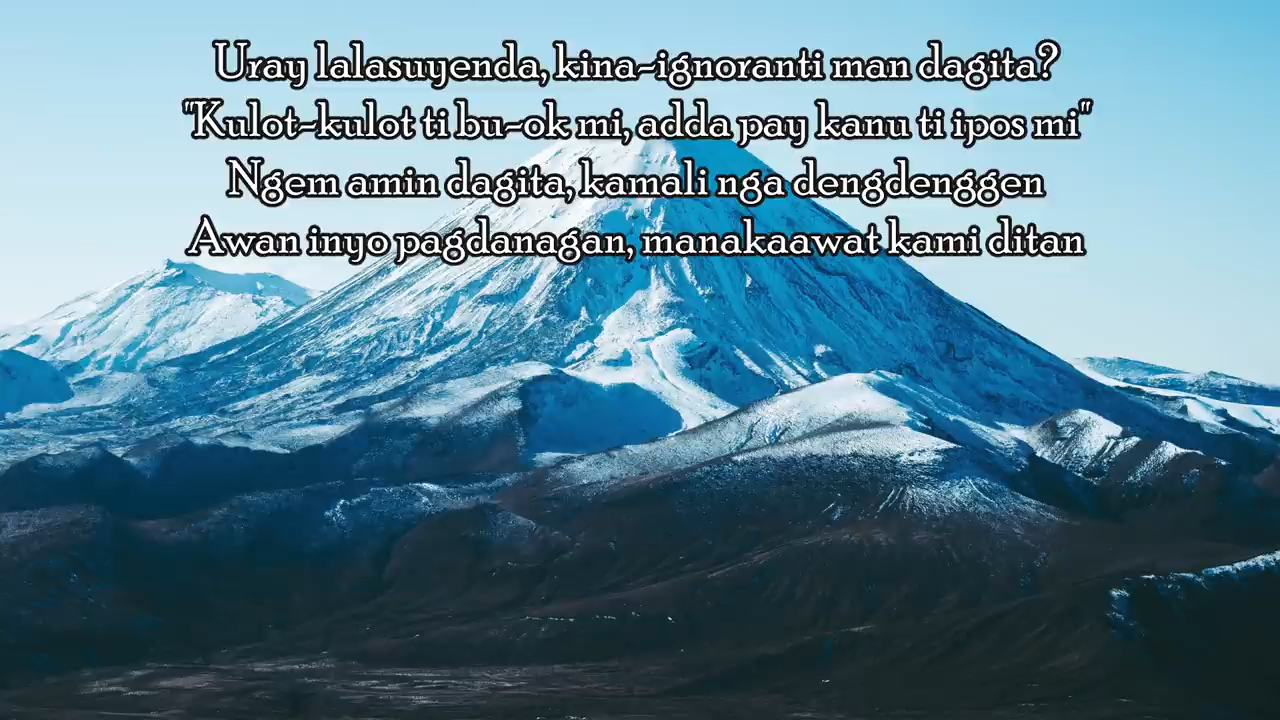 Uray lalasuyenda, kina-ignoranti man dagita?
"Kulot-kulot ti bu-ok mi, adda pay kanu ti ipos mi"
Ngem amin dagita, kamali nga dengdenggen
Awan inyo pagdanagan, manakaawat kami ditan